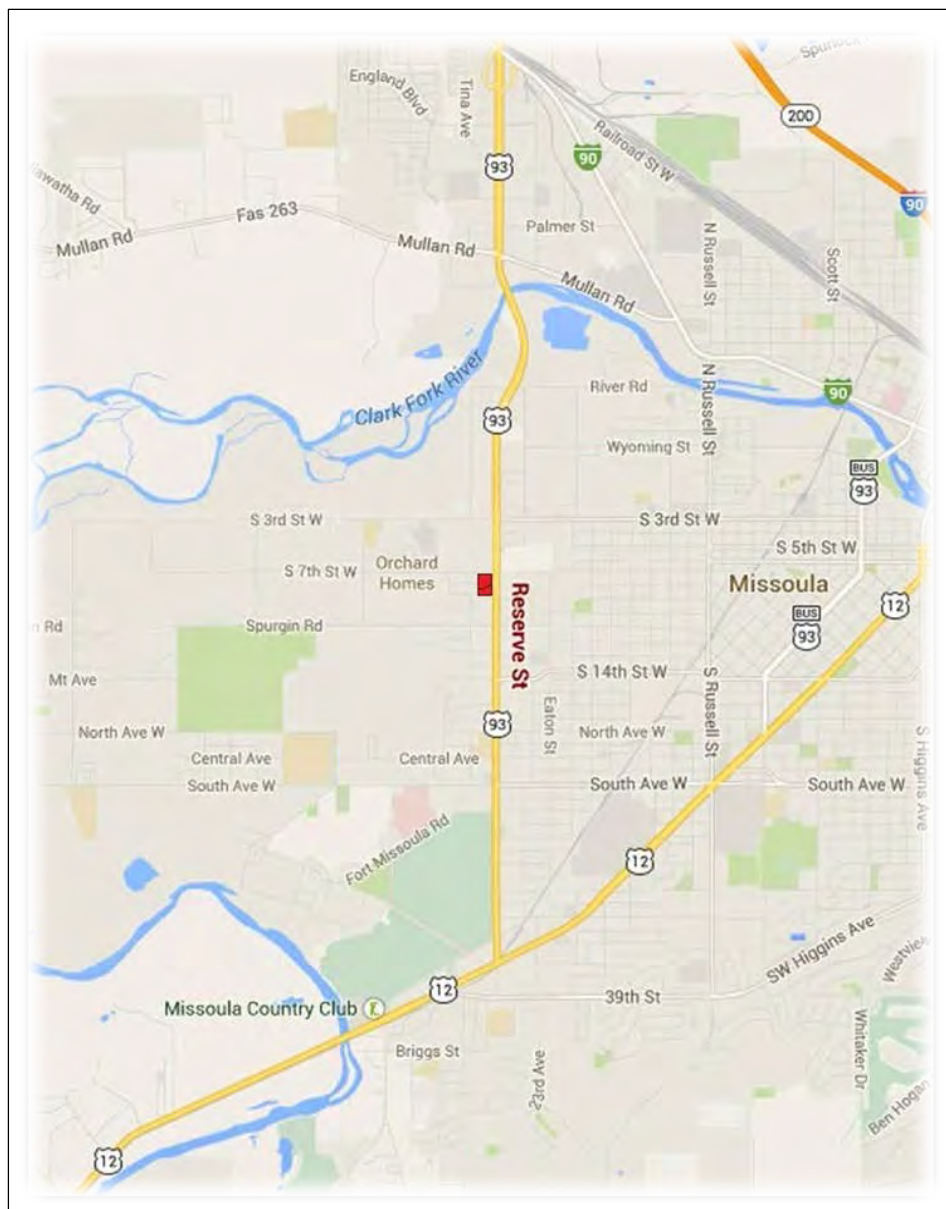 Spurlock
England Blvd
Tina Ave
200
93
90
Railroad St W
90
Fas 263
Mullan Rd
Mullan Rd
Palmer St
N Russell St
Scott St
Mullan Rd
Clark Fork River
93
River Rd
N Russell St
90
Wyoming St
BUS
93
S 3rd St W
S 3rd St W
S 5th St W
S 7th St W
Orchard
Homes
Reserve St
Missoula
12
BUS
93
Rd
Spurgin Rd
Mt Ave
S 14th St W
S Russell St
Eaton St
93
North Ave W
North Ave W
Central Ave
Central Ave
South Ave W
South Ave W
South Ave W
S Higgins Ave
Fort Missoula Rd
12
SW Higgins Ave
Westview
12
39th St
Missoula Country Club
Briggs St
23rd Ave
Whitaker Dr
Ben Hogan
12